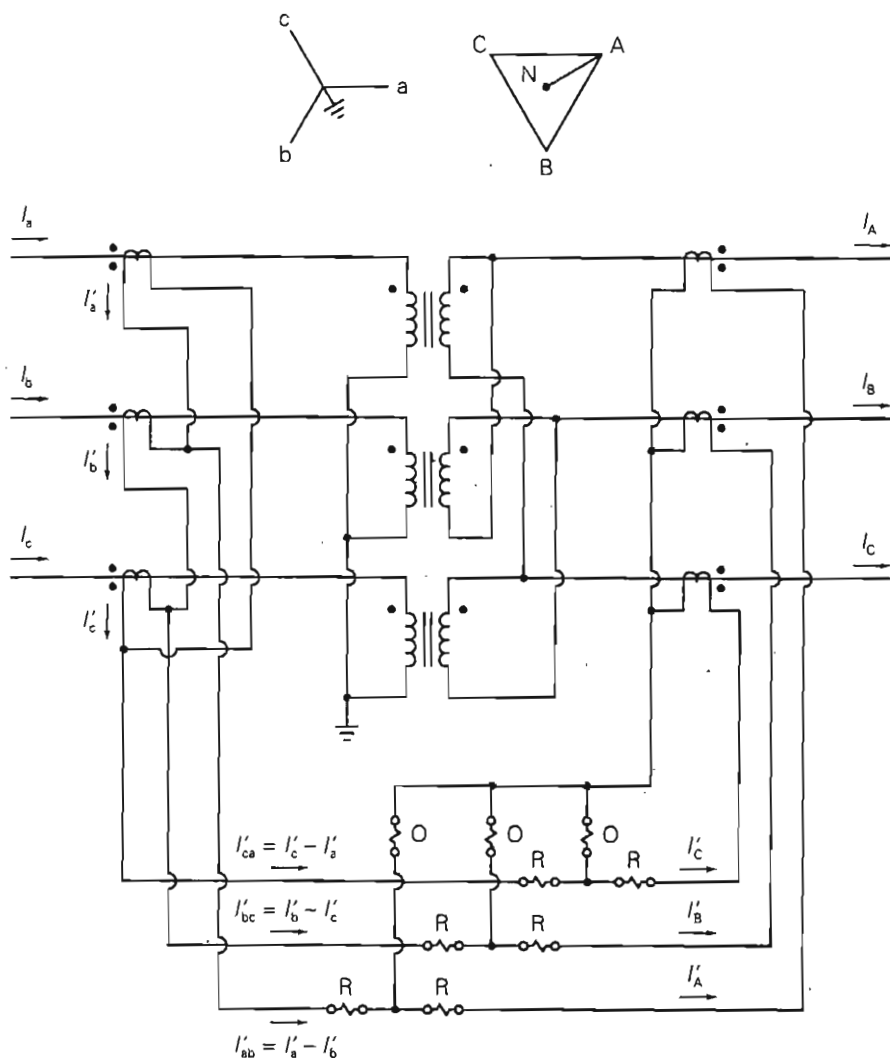 c
a
b
C
A
N
B
I_a
I_A
I'_a
I_b
I_B
I'_b
I_c
I_C
I'_c
O
O
O
I'_ca = I'_c − I'_a
R
R
I'_C
I'_bc = I'_b − I'_c
R
R
I'_B
R
R
I'_A
I'_ab = I'_a − I'_b